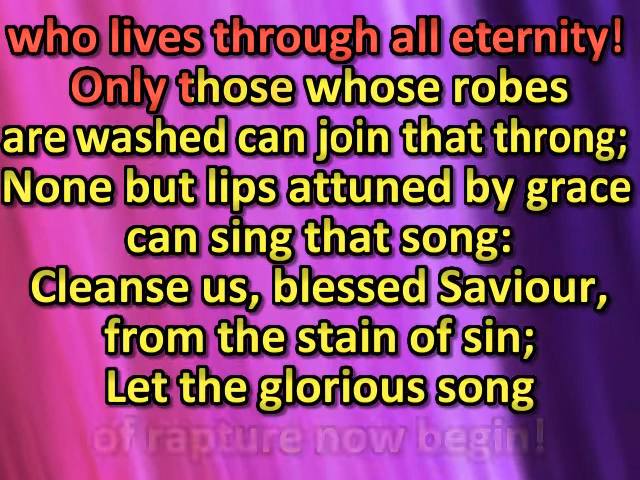 who lives through all eternity!
Only those whose robes
are washed can join that throng;
None but lips attuned by grace
can sing that song:
Cleanse us, blessed Saviour,
from the stain of sin;
Let the glorious song
of rapture now begin!